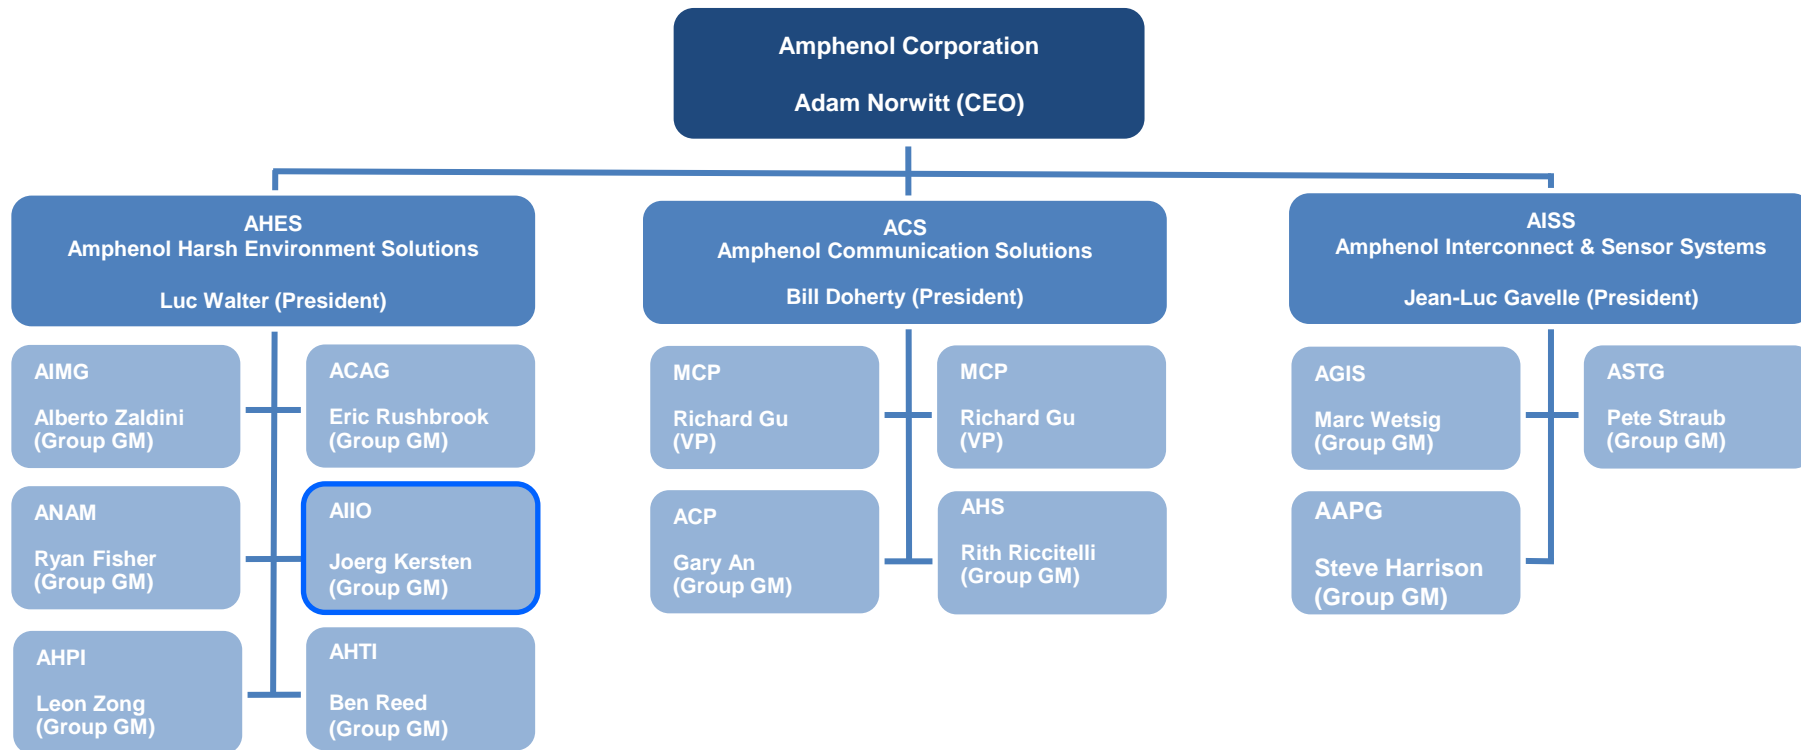 Amphenol Corporation
Adam Norwitt (CEO)
AHES
Amphenol Harsh Environment Solutions
Luc Walter (President)
ACS
Amphenol Communication Solutions
Bill Doherty (President)
AISS
Amphenol Interconnect & Sensor Systems
Jean-Luc Gavelle (President)
AIMG
Alberto Zaldini
(Group GM)
ACAG
Eric Rushbrook
(Group GM)
ANAM
Ryan Fisher
(Group GM)
AIIO
Joerg Kersten
(Group GM)
AHPI
Leon Zong
(Group GM)
AHTI
Ben Reed
(Group GM)
MCP
Richard Gu
(VP)
MCP
Richard Gu
(VP)
ACP
Gary An
(Group GM)
AHS
Rith Riccitelli
(Group GM)
AGIS
Marc Wetsig
(Group GM)
ASTG
Pete Straub
(Group GM)
AAPG
Steve Harrison
(Group GM)